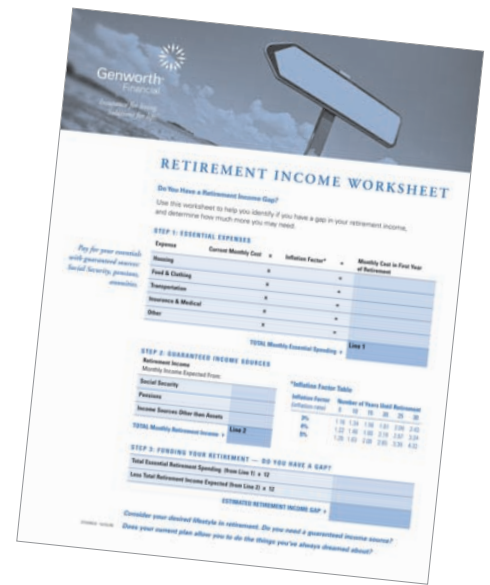 Genworth
Financial
RETIREMENT INCOME WORKSHEET
Do You Have a Retirement Income Gap?
Use this worksheet to help you identify if you have a gap in your retirement income,
and determine how much more you may need.
Pay for your essentials
with guaranteed sources:
Social Security, pensions,
annuities.
STEP 1: ESSENTIAL EXPENSES
Expense Current Monthly Cost x Inflation Factor* = Monthly Cost in First Year
of Retirement
Housing x =
Food & Clothing x =
Transportation x =
Insurance & Medical x =
Other x =
TOTAL Monthly Essential Spending = Line 1
STEP 2: GUARANTEED INCOME SOURCES
Retirement Income
Monthly Income Expected From:
Social Security
Pensions
Income Sources Other than Assets
TOTAL Monthly Retirement Income = Line 2
*Inflation Factor Table
Inflation Factor Number of Years Until Retirement
(inflation rate) 5 10 15 20 25 30
3%
4%
5%
STEP 3: FUNDING YOUR RETIREMENT — DO YOU HAVE A GAP?
Total Essential Retirement Spending (from Line 1) x 12
Less Total Retirement Income Expected (from Line 2) x 12
ESTIMATED RETIREMENT INCOME GAP =
Consider your desired lifestyle in retirement. Do you need a guaranteed income source?
Does your current plan allow you to do the things you've always dreamed about?